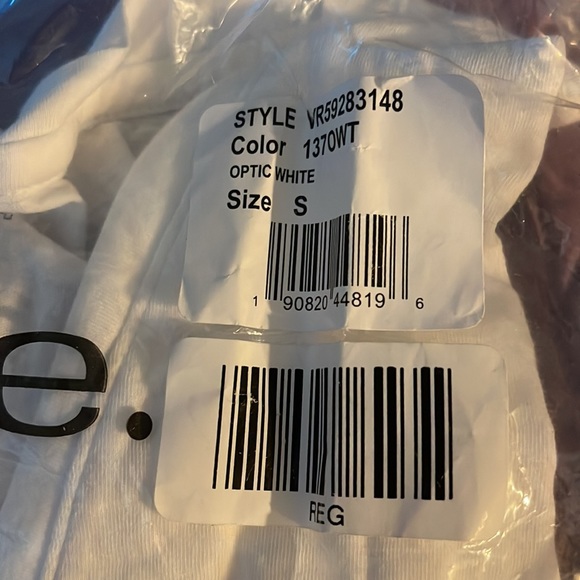 STYLE VR59283148
Color 1370WT
OPTIC WHITE
Size S
1 90820 44819 6
e.
REG